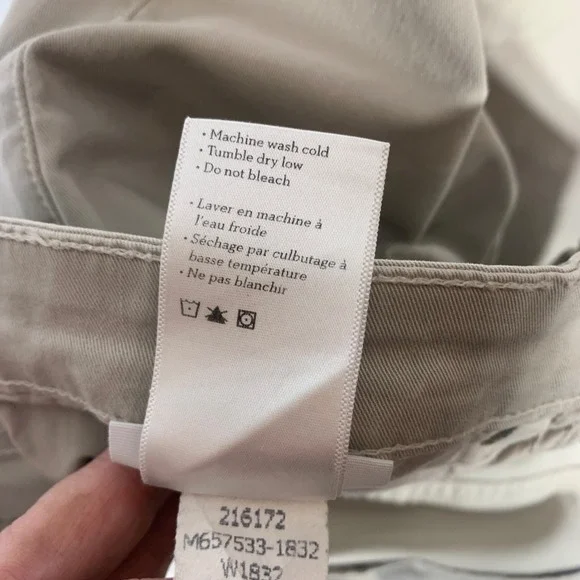 • Machine wash cold
• Tumble dry low
• Do not bleach
• Laver en machine à
l'eau froide
• Séchage par culbutage à
basse température
• Ne pas blanchir
216172
M657533-1832
W1832